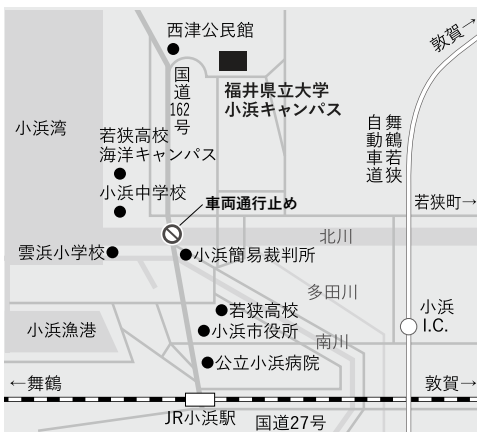 西津公民館
敦賀→
国道162号
福井県立大学
小浜キャンパス
小浜湾
若狭高校
海洋キャンパス
舞鶴若狭
自動車道
小浜中学校
車両通行止め
若狭町→
北川
雲浜小学校
小浜簡易裁判所
多田川
若狭高校
小浜
I.C.
小浜漁港
小浜市役所
南川
公立小浜病院
←舞鶴
敦賀→
JR小浜駅
国道27号